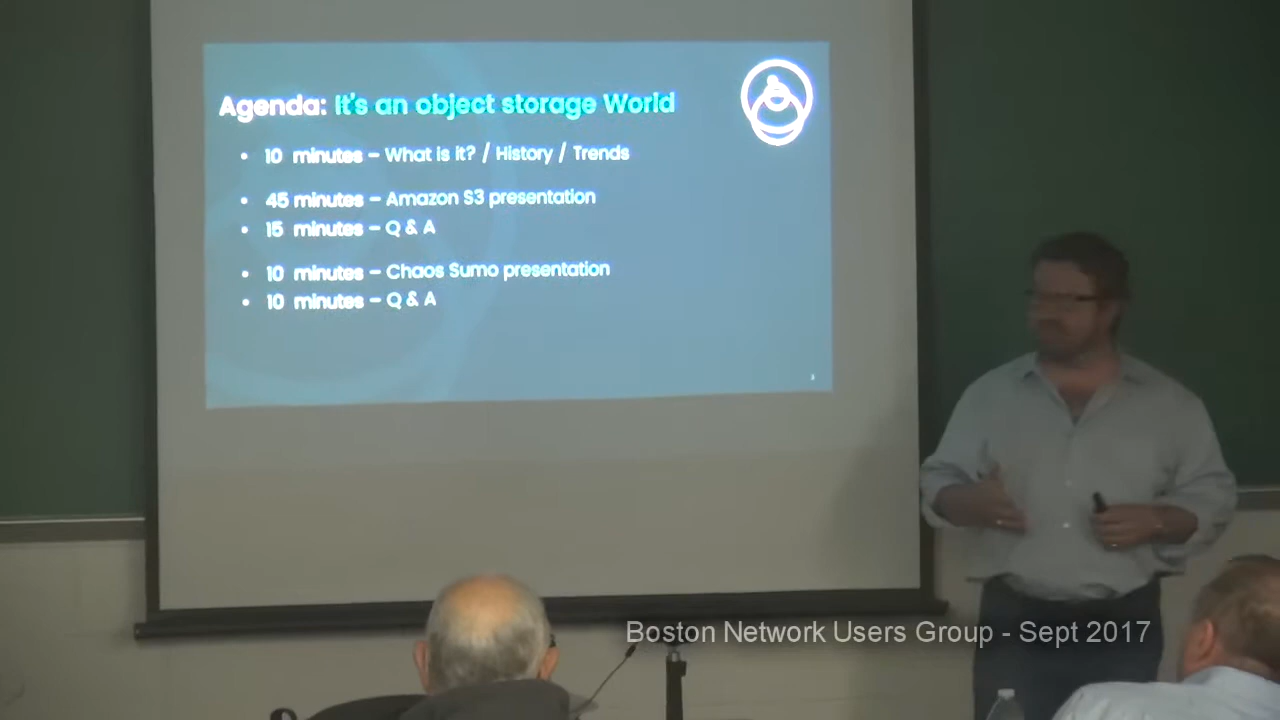 Agenda: It's an object storage World
• 10 minutes – What is it? / History / Trends
• 45 minutes – Amazon S3 presentation
• 15 minutes – Q & A
• 10 minutes – Chaos Sumo presentation
• 10 minutes – Q & A
Boston Network Users Group - Sept 2017